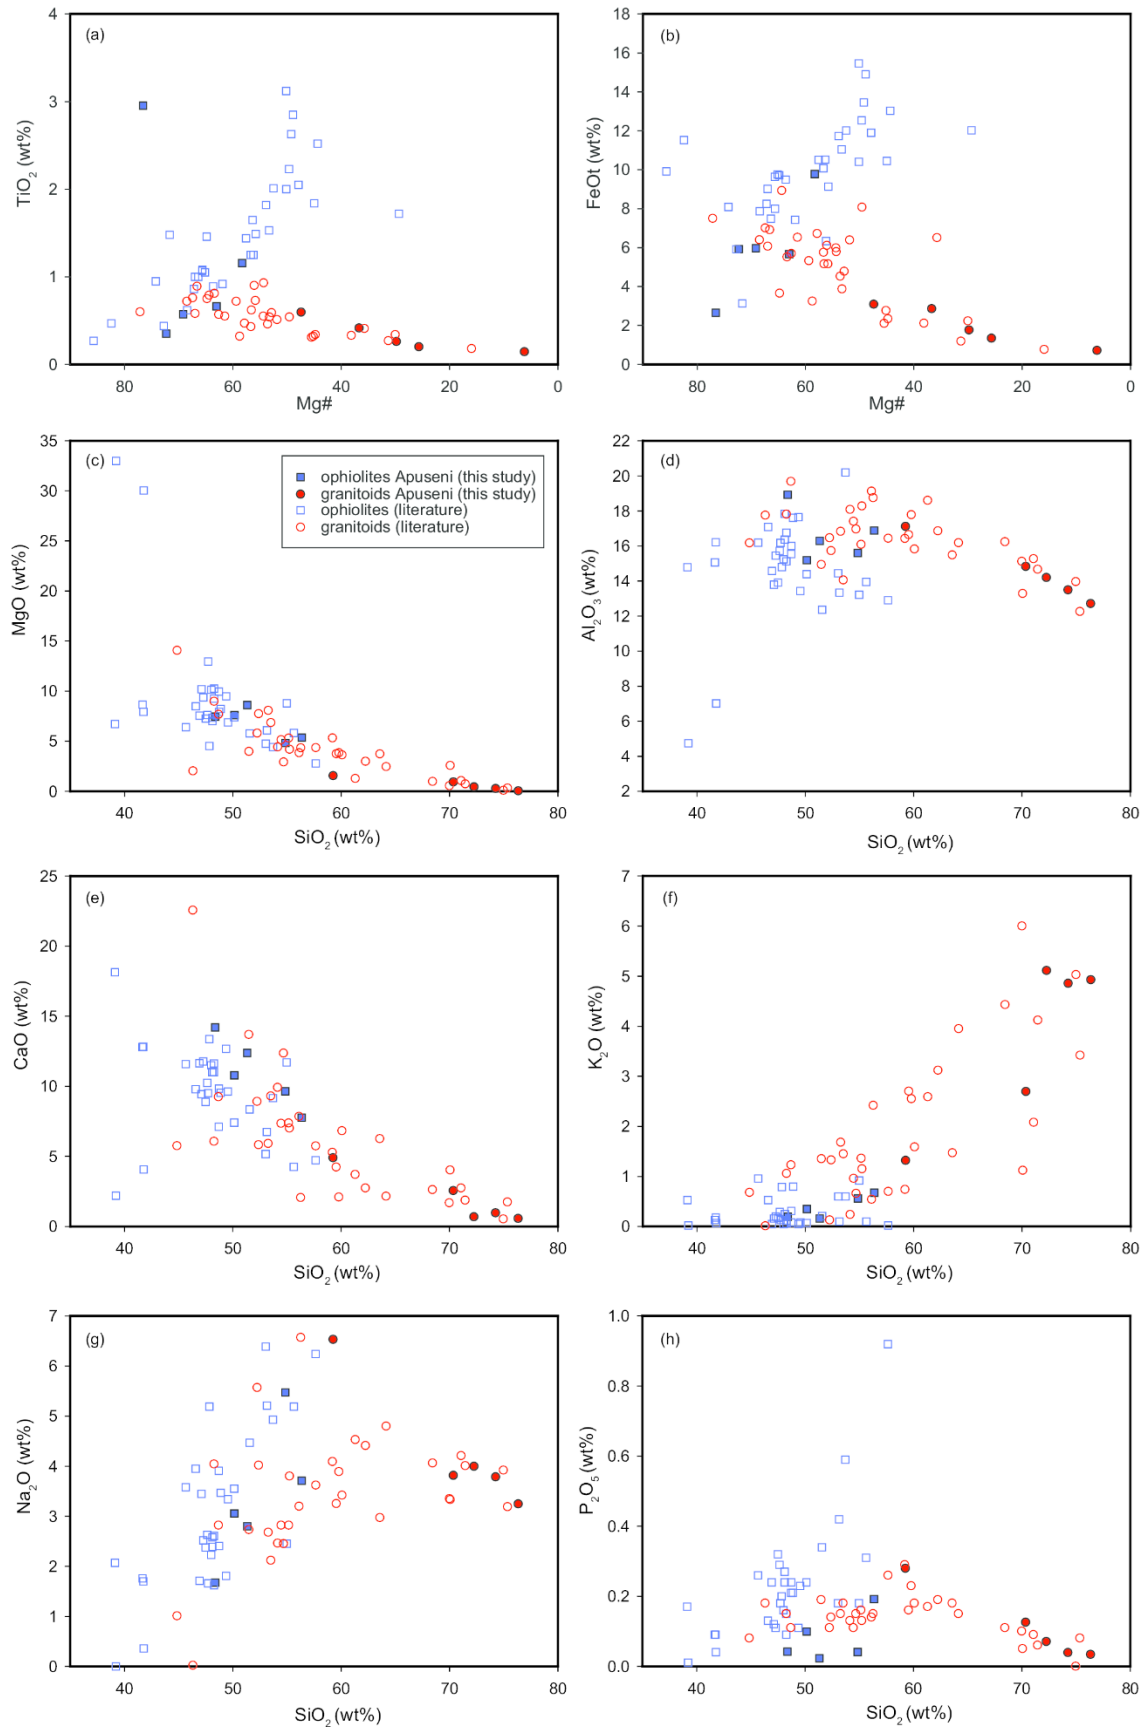 (a)
4
3
2
1
0
TiO₂ (wt%)
80 60 40 20 0
Mg#
(b)
18
16
14
12
10
8
6
4
2
0
FeOt (wt%)
80 60 40 20 0
Mg#
(c)
35
30
25
20
15
10
5
0
MgO (wt%)
ophiolites Apuseni (this study)
granitoids Apuseni (this study)
ophiolites (literature)
granitoids (literature)
40 50 60 70 80
SiO₂ (wt%)
(d)
22
20
18
16
14
12
10
8
6
4
2
Al₂O₃ (wt%)
40 50 60 70 80
SiO₂ (wt%)
(e)
25
20
15
10
5
0
CaO (wt%)
40 50 60 70 80
SiO₂ (wt%)
(f)
7
6
5
4
3
2
1
0
K₂O (wt%)
40 50 60 70 80
SiO₂ (wt%)
(g)
7
6
5
4
3
2
1
0
Na₂O (wt%)
40 50 60 70 80
SiO₂ (wt%)
(h)
1.0
0.8
0.6
0.4
0.2
0.0
P₂O₅ (wt%)
40 50 60 70 80
SiO₂ (wt%)